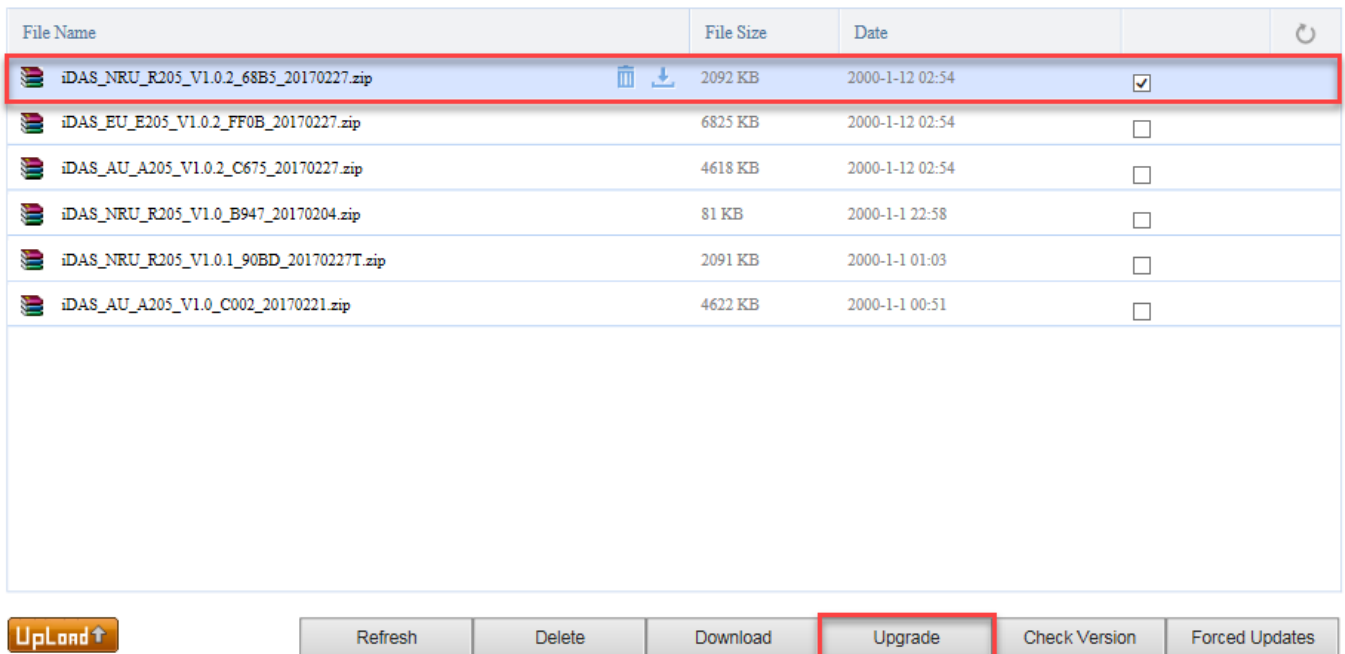 File Name File Size Date
iDAS_NRU_R205_V1.0.2_68B5_20170227.zip 2092 KB 2000-1-12 02:54
iDAS_EU_E205_V1.0.2_FF0B_20170227.zip 6825 KB 2000-1-12 02:54
iDAS_AU_A205_V1.0.2_C675_20170227.zip 4618 KB 2000-1-12 02:54
iDAS_NRU_R205_V1.0_B947_20170204.zip 81 KB 2000-1-1 22:58
iDAS_NRU_R205_V1.0.1_90BD_20170227T.zip 2091 KB 2000-1-1 01:03
iDAS_AU_A205_V1.0_C002_20170221.zip 4622 KB 2000-1-1 00:51
UpLoad Refresh Delete Download Upgrade Check Version Forced Updates